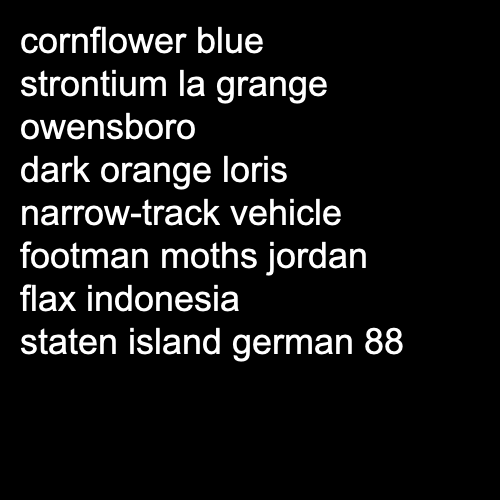 cornflower blue
strontium la grange
owensboro
dark orange loris
narrow-track vehicle
footman moths jordan
flax indonesia
staten island german 88